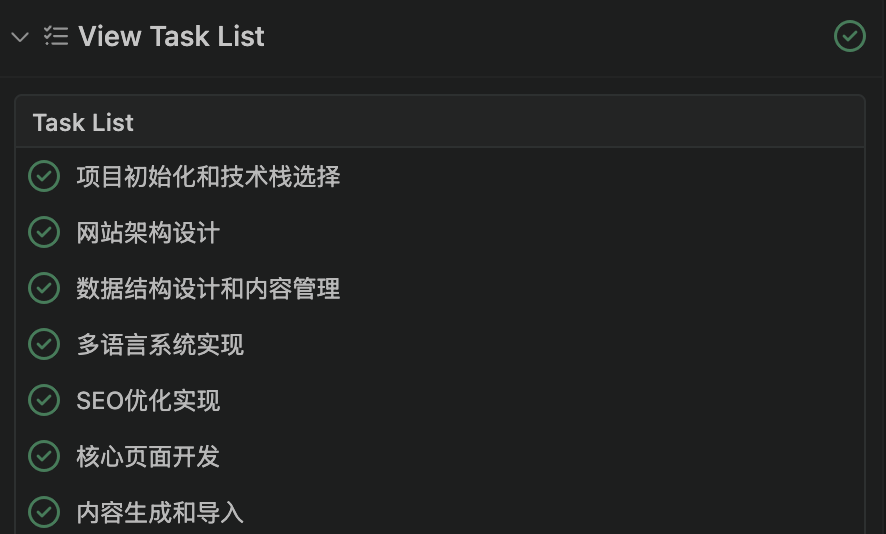 View Task List
Task List
项目初始化和技术栈选择
网站架构设计
数据结构设计和内容管理
多语言系统实现
SEO优化实现
核心页面开发
内容生成和导入